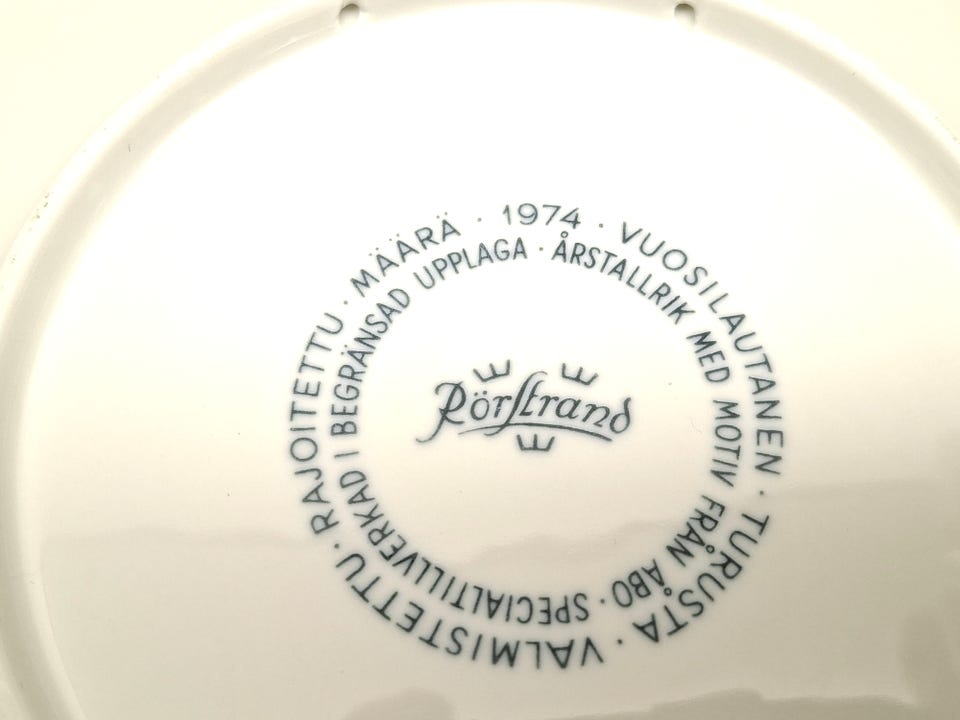 1974 · VUOSILAUTANEN · TURUSTA · VALMISTETTU · RAJOITETTU · MÄÄRÄ ·
ÅRSTALLRIK MED MOTIV FRÅN ÅBO · SPECIALTILLVERKAD I BEGRÄNSAD UPPLAGA ·
Rörstrand